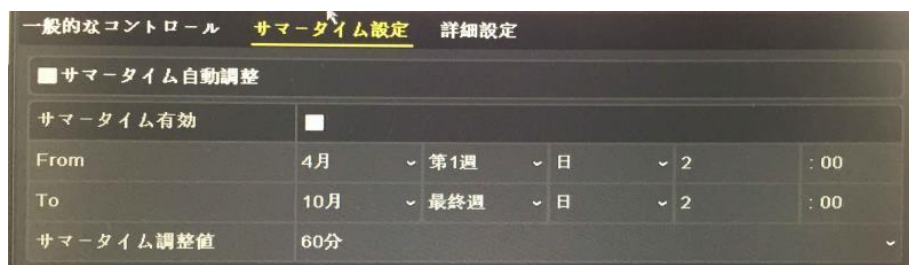 一般的なコントロール サマータイム設定 詳細設定
サマータイム自動調整
サマータイム有効
From 4月 第1週 日 2 : 00
To 10月 最終週 日 2 : 00
サマータイム調整値 60分